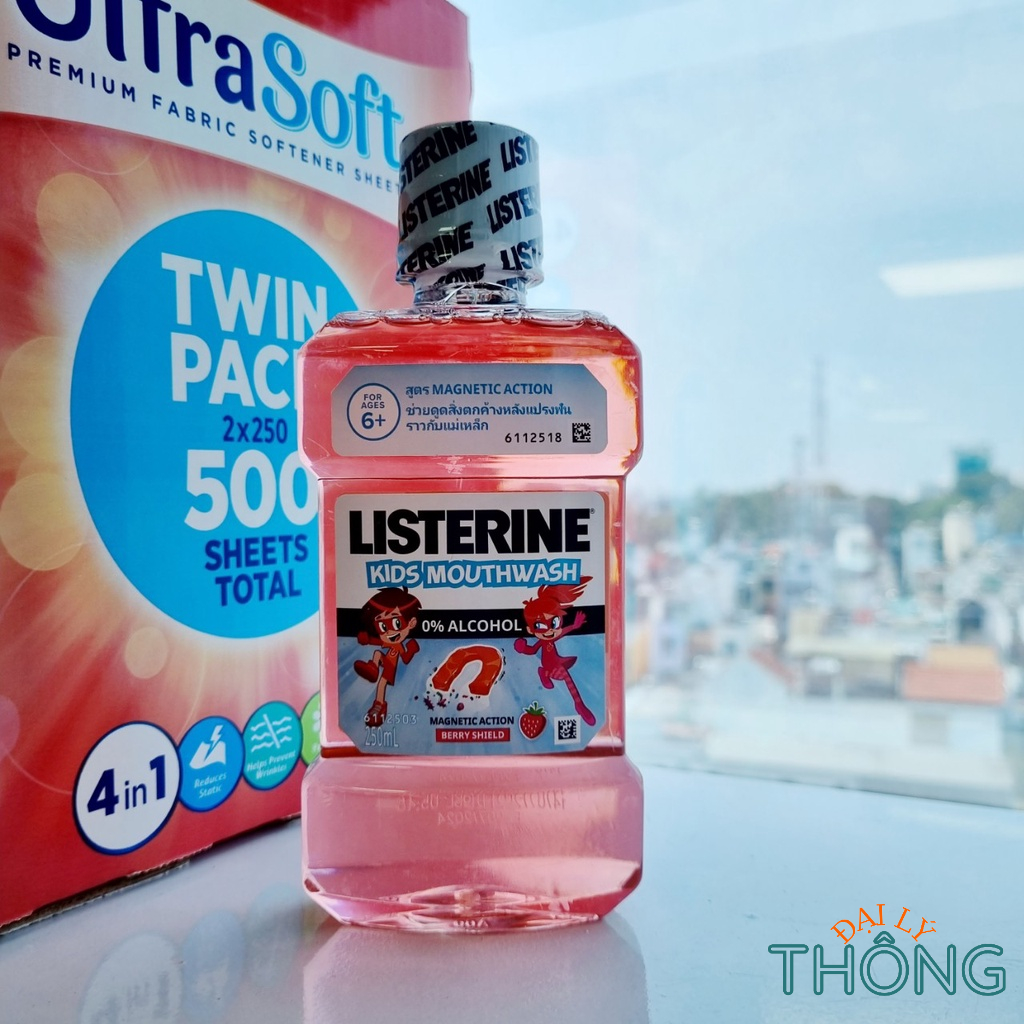 UltraSoft
PREMIUM FABRIC SOFTENER SHEET
TWIN
PACK
2x250
500
SHEETS
TOTAL
4in1
Reduces
Static
Helps Prevent
Wrinkles
LISTERINE
LISTERINE
LISTERINE
FOR
AGES
6+
สูตร MAGNETIC ACTION
ช่วยดูดสิ่งตกค้างหลังแปรงฟัน
ราวกับแม่เหล็ก
6112518
LISTERINE®
KIDS MOUTHWASH
0% ALCOHOL
MAGNETIC ACTION
BERRY SHIELD
6112503
250mL
ĐẠI LÝ
THÔNG